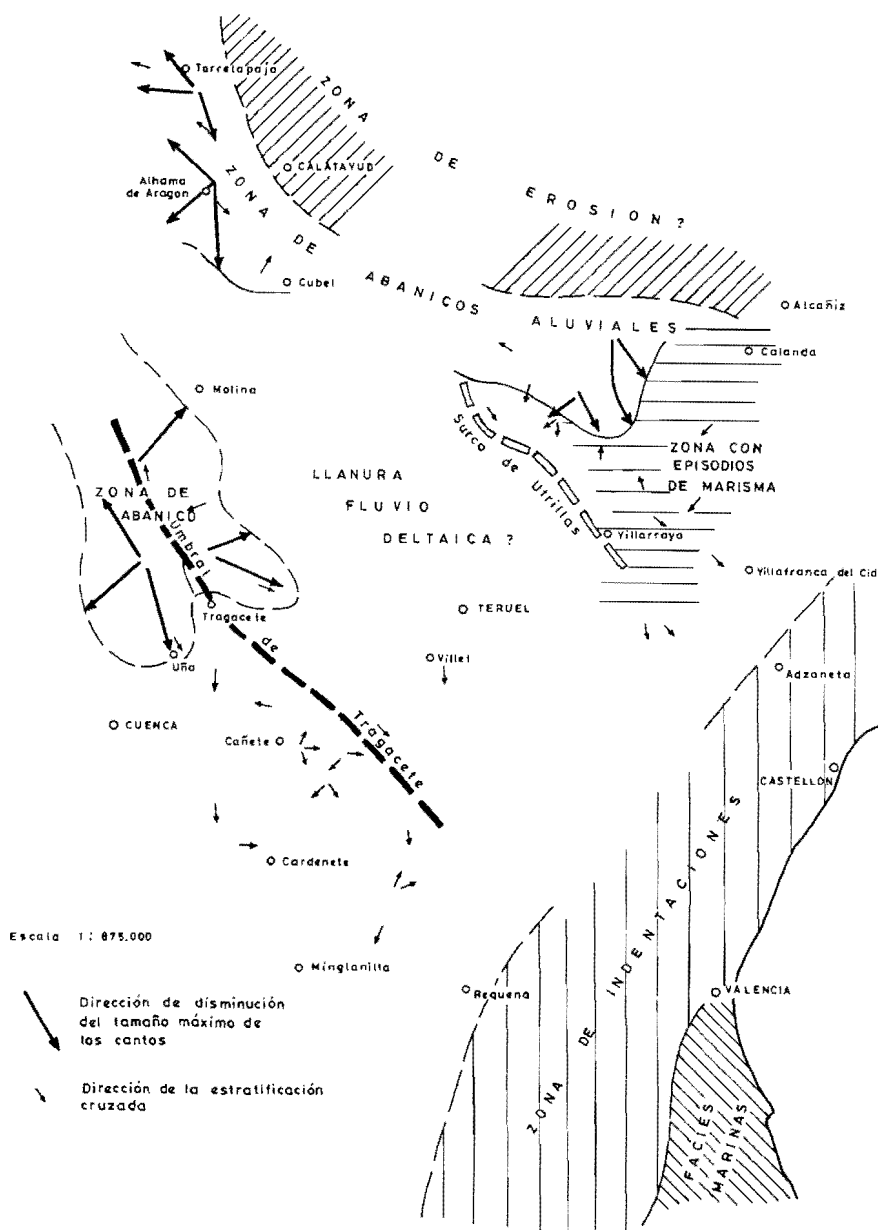 Torrelapaja
ZONA DE EROSION?
CALATAYUD
Alhama
de Aragon
ZONA DE ABANICOS ALUVIALES
Cubel
Alcañiz
Calanda
Molina
Surco de Utrillas
ZONA CON
EPISODIOS
DE MARISMA
LLANURA
FLUVIO
DELTAICA ?
ZONA DE
ABANICO
Umbral de Tragacete
Villarroya
Villafranca del Cid
Tragacete
TERUEL
Uña
Villel
Adzaneta
CUENCA
Cañete
CASTELLÓN
Cardenete
Escala 1: 875.000
Minglanilla
Requena
VALENCIA
ZONA DE INDENTACIONES
FACIES
MARINAS
Dirección de disminución
del tamaño máximo de
los cantos
Dirección de la estratificación
cruzada